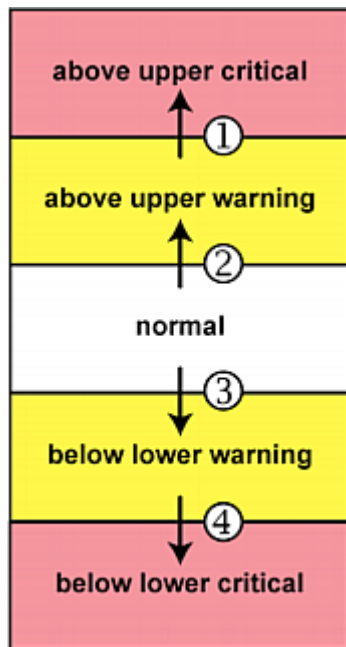 above upper critical
①
above upper warning
②
normal
③
below lower warning
④
below lower critical